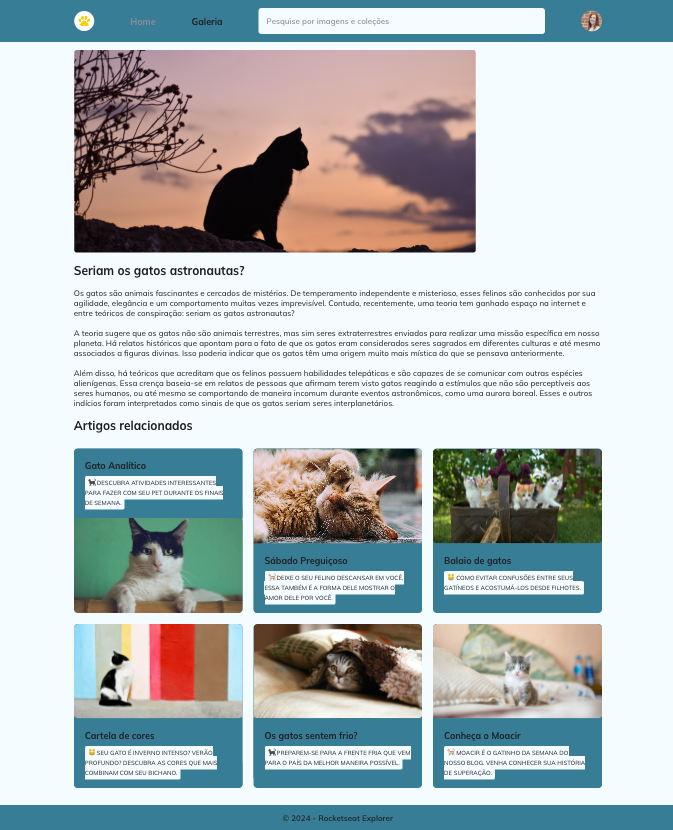 Home
Galeria
Pesquise por imagens e coleções
Seriam os gatos astronautas?
Os gatos são animais fascinantes e cercados de mistérios. De temperamento independente e misterioso, esses felinos são conhecidos por sua
agilidade, elegância e um comportamento muitas vezes imprevisível. Contudo, recentemente, uma teoria tem ganhado espaço na internet e
entre teóricos de conspiração: seriam os gatos astronautas?
A teoria sugere que os gatos não são animais terrestres, mas sim seres extraterrestres enviados para realizar uma missão específica em nosso
planeta. Há relatos históricos que apontam para o fato de que os gatos eram considerados seres sagrados em diferentes culturas e até mesmo
associados a figuras divinas. Isso poderia indicar que os gatos têm uma origem muito mais mística do que se pensava anteriormente.
Além disso, há teóricos que acreditam que os felinos possuem habilidades telepáticas e são capazes de se comunicar com outras espécies
alienígenas. Essa crença baseia-se em relatos de pessoas que afirmam terem visto gatos reagindo a estímulos que não são perceptíveis aos
seres humanos, ou até mesmo se comportando de maneira incomum durante eventos astronômicos, como uma aurora boreal. Esses e outros
indícios foram interpretados como sinais de que os gatos seriam seres interplanetários.
Artigos relacionados
Gato Analítico
DESCUBRA ATIVIDADES INTERESSANTES
PARA FAZER COM SEU PET DURANTE OS FINAIS
DE SEMANA.
Sábado Preguiçoso
DEIXE O SEU FELINO DESCANSAR EM VOCÊ,
ESSA TAMBÉM É A FORMA DELE MOSTRAR O
AMOR DELE POR VOCÊ.
Balaio de gatos
COMO EVITAR CONFUSÕES ENTRE SEUS
GATÍNEOS E ACOSTUMÁ-LOS DESDE FILHOTES.
Cartela de cores
SEU GATO É INVERNO INTENSO? VERÃO
PROFUNDO? DESCUBRA AS CORES QUE MAIS
COMBINAM COM SEU BICHANO.
Os gatos sentem frio?
PREPAREM-SE PARA A FRENTE FRIA QUE VEM
PARA O PAÍS DA MELHOR MANEIRA POSSÍVEL.
Conheça o Moacir
MOACIR É O GATINHO DA SEMANA DO
NOSSO BLOG. VENHA CONHECER SUA HISTÓRIA
DE SUPERAÇÃO.
© 2024 - Rocketseat Explorer